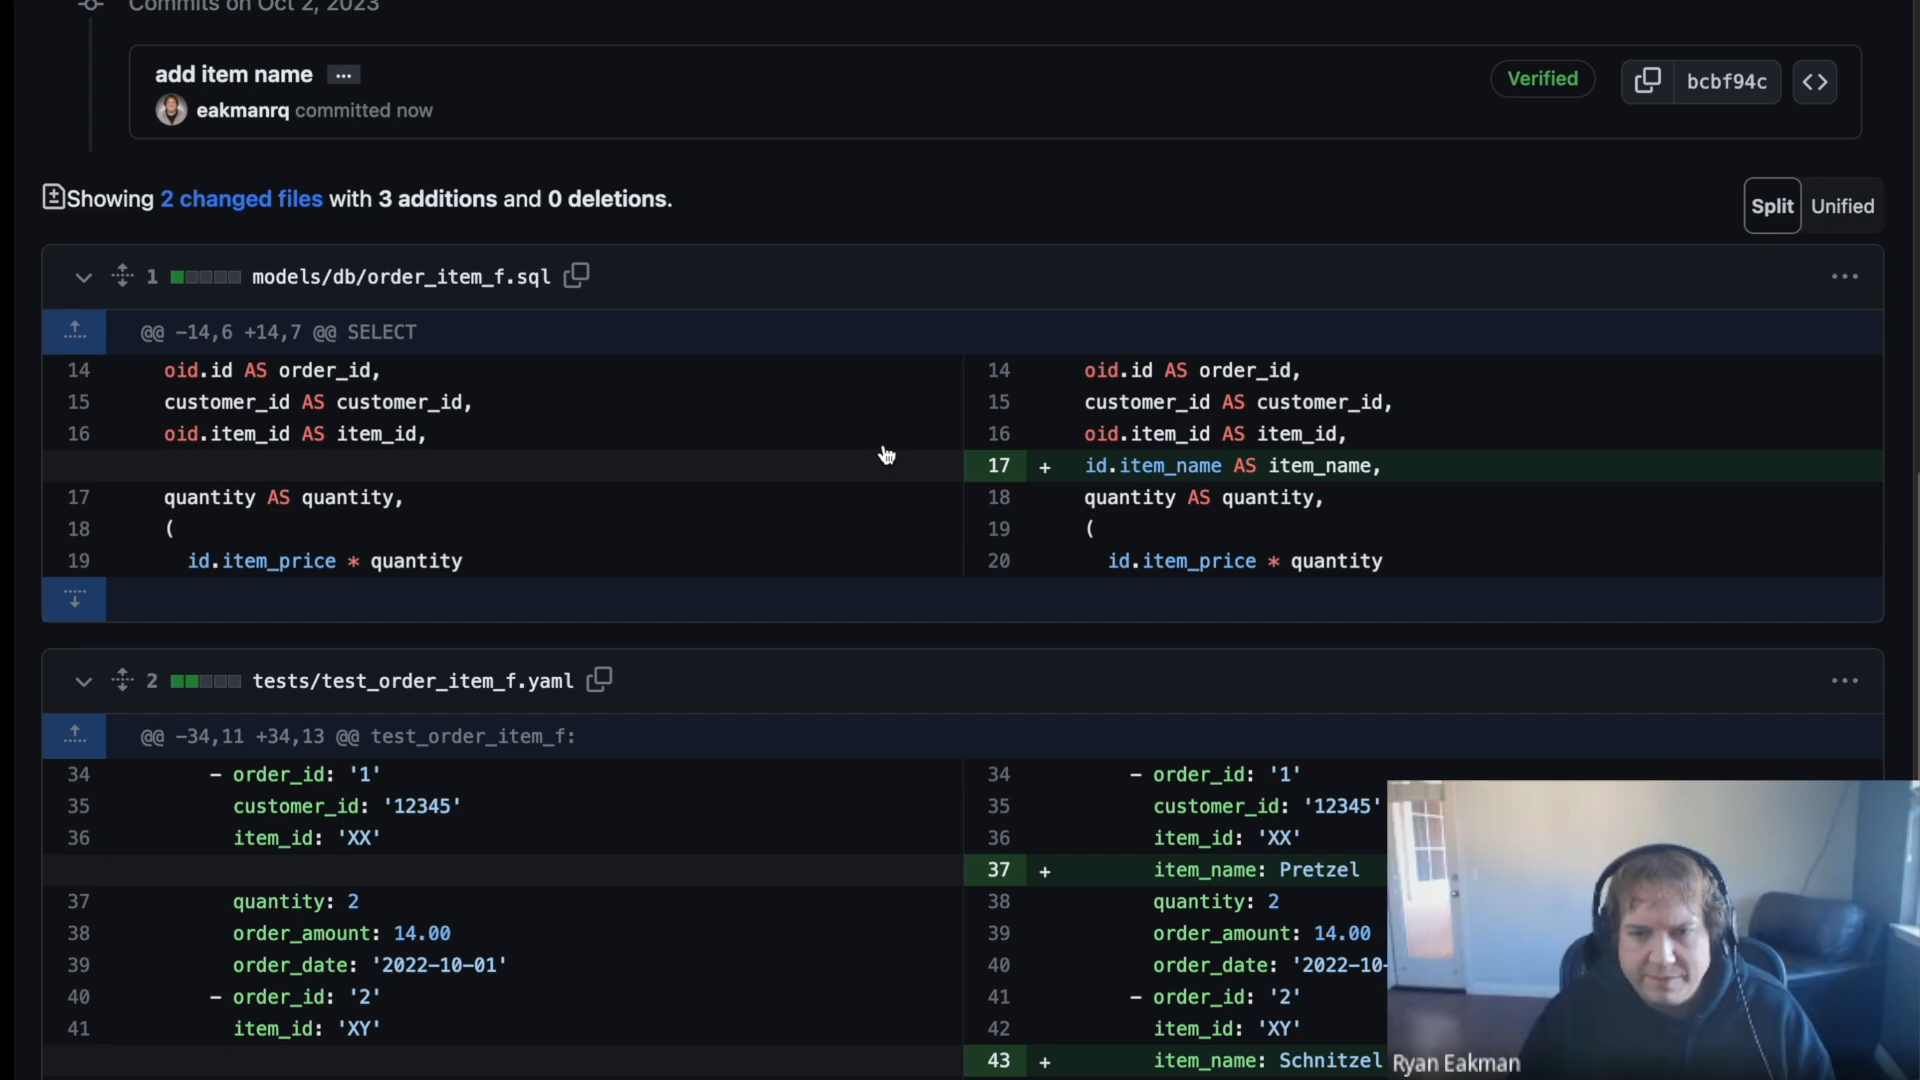 Commits on Oct 2, 2023
add item name ...
eakmanrq committed now
Verified
bcbf94c
Showing 2 changed files with 3 additions and 0 deletions.
Split Unified
1 models/db/order_item_f.sql
@@ -14,6 +14,7 @@ SELECT
14 oid.id AS order_id,
15 customer_id AS customer_id,
16 oid.item_id AS item_id,
17 quantity AS quantity,
18 (
19 id.item_price * quantity
14 oid.id AS order_id,
15 customer_id AS customer_id,
16 oid.item_id AS item_id,
17 + id.item_name AS item_name,
18 quantity AS quantity,
19 (
20 id.item_price * quantity
2 tests/test_order_item_f.yaml
@@ -34,11 +34,13 @@ test_order_item_f:
34 - order_id: '1'
35 customer_id: '12345'
36 item_id: 'XX'
37 quantity: 2
38 order_amount: 14.00
39 order_date: '2022-10-01'
40 - order_id: '2'
41 item_id: 'XY'
34 - order_id: '1'
35 customer_id: '12345'
36 item_id: 'XX'
37 + item_name: Pretzel
38 quantity: 2
39 order_amount: 14.00
40 order_date: '2022-10-
41 - order_id: '2'
42 item_id: 'XY'
43 + item_name: Schnitzel
Ryan Eakman